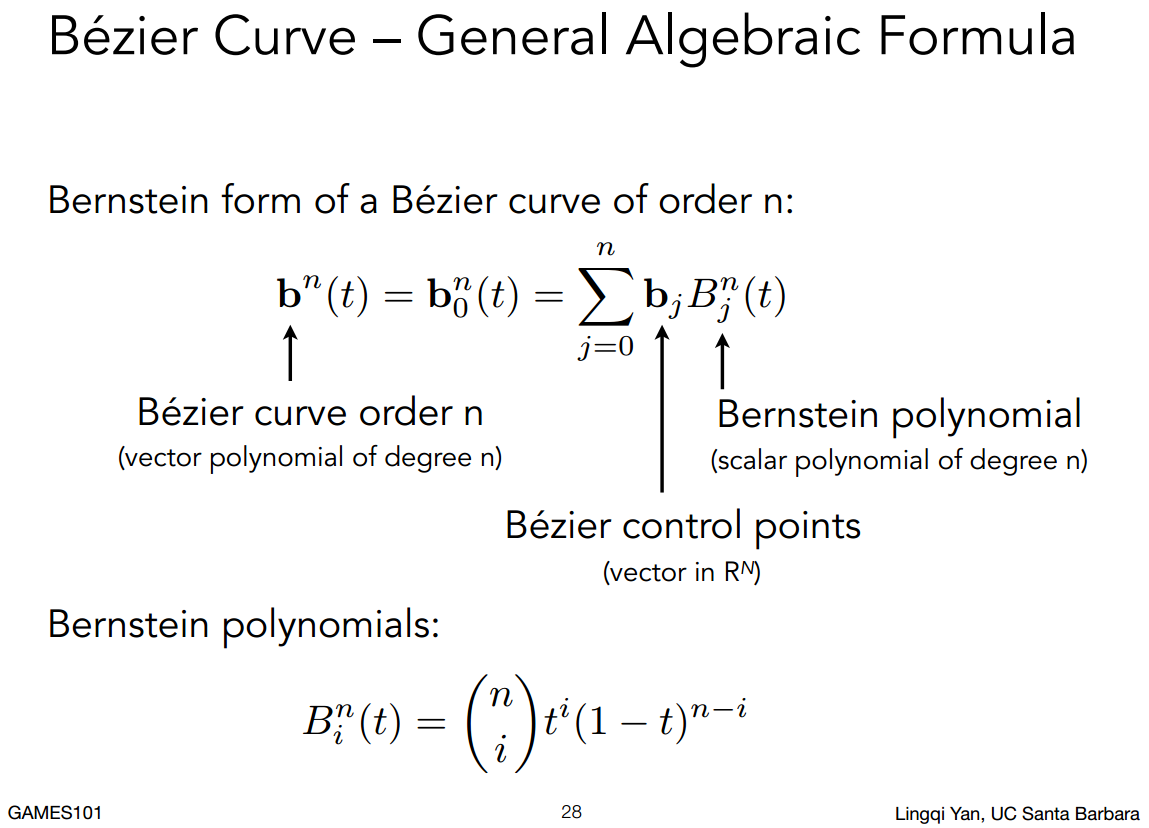 Bézier Curve – General Algebraic Formula
Bernstein form of a Bézier curve of order n:
$\mathbf{b}^n(t) = \mathbf{b}_0^n(t) = \sum_{j=0}^{n} \mathbf{b}_j B_j^n(t)$
Bézier curve order n
(vector polynomial of degree n)
Bernstein polynomial
(scalar polynomial of degree n)
Bézier control points
(vector in R^N)
Bernstein polynomials:
$B_i^n(t) = \binom{n}{i} t^i (1 - t)^{n-i}$
GAMES101
28
Lingqi Yan, UC Santa Barbara